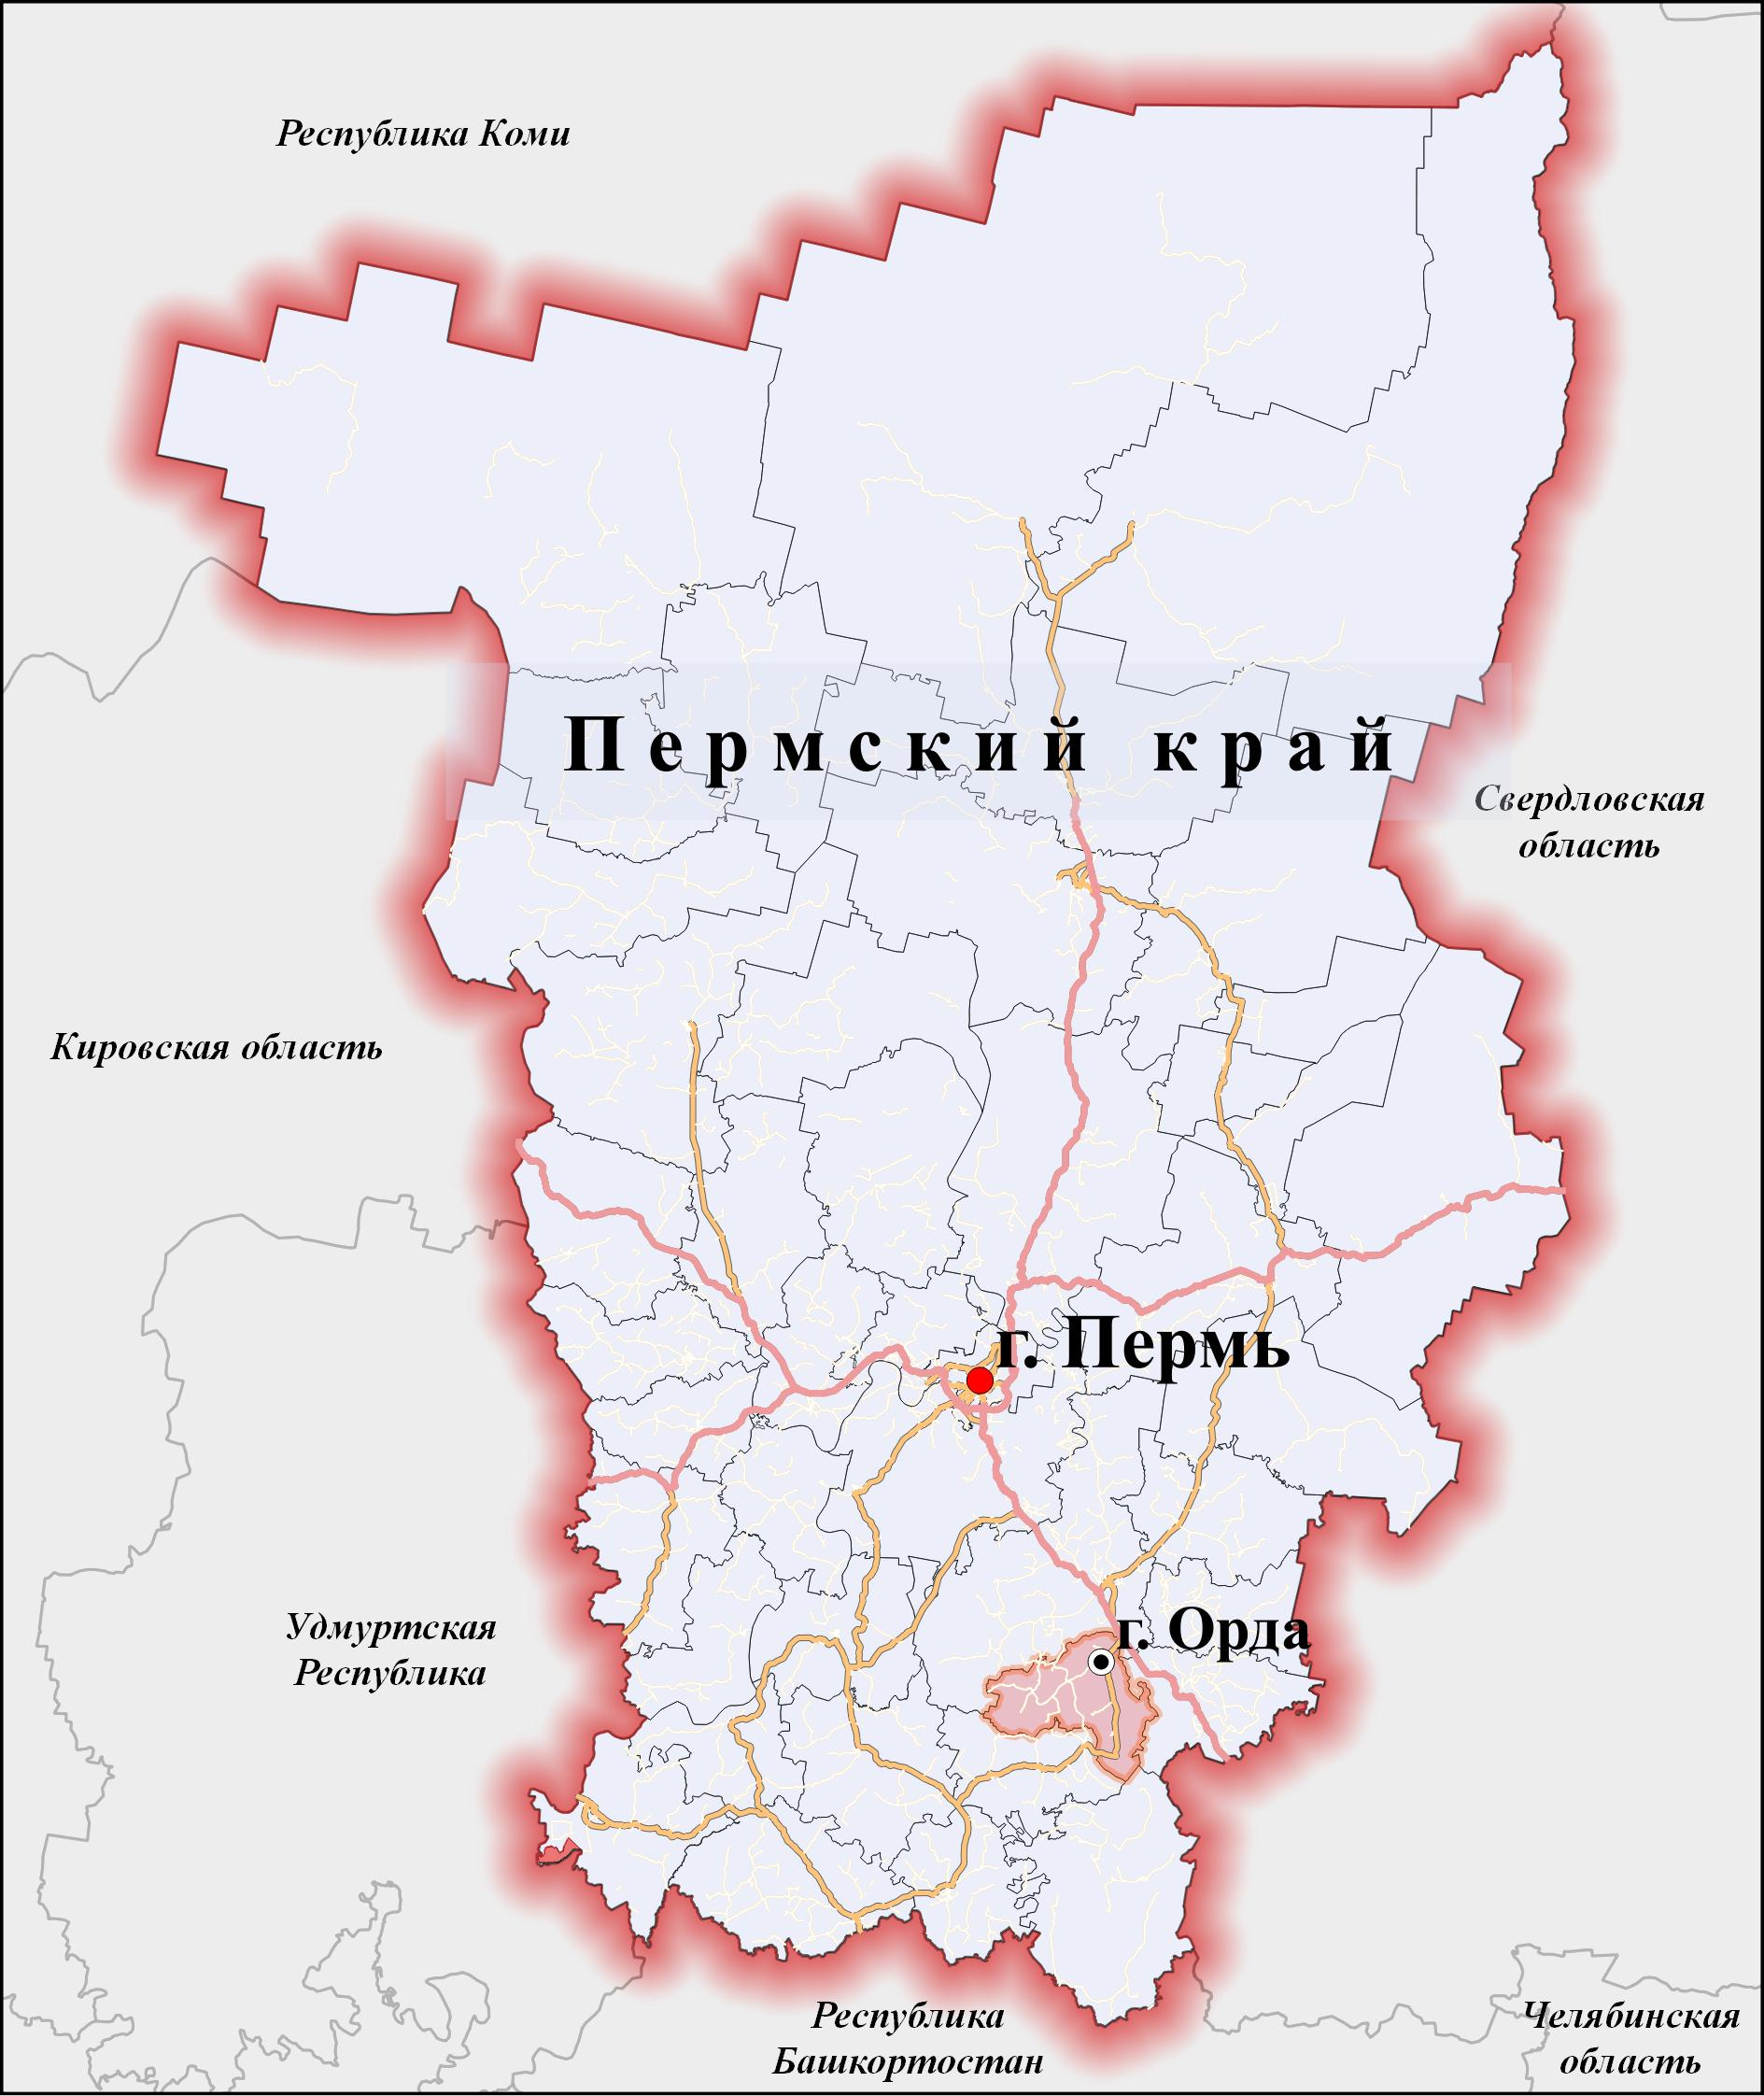 Республика Коми
Пермский край
Свердловская
область
Кировская область
г. Пермь
г. Орда
Удмуртская
Республика
Республика
Башкортостан
Челябинская
область